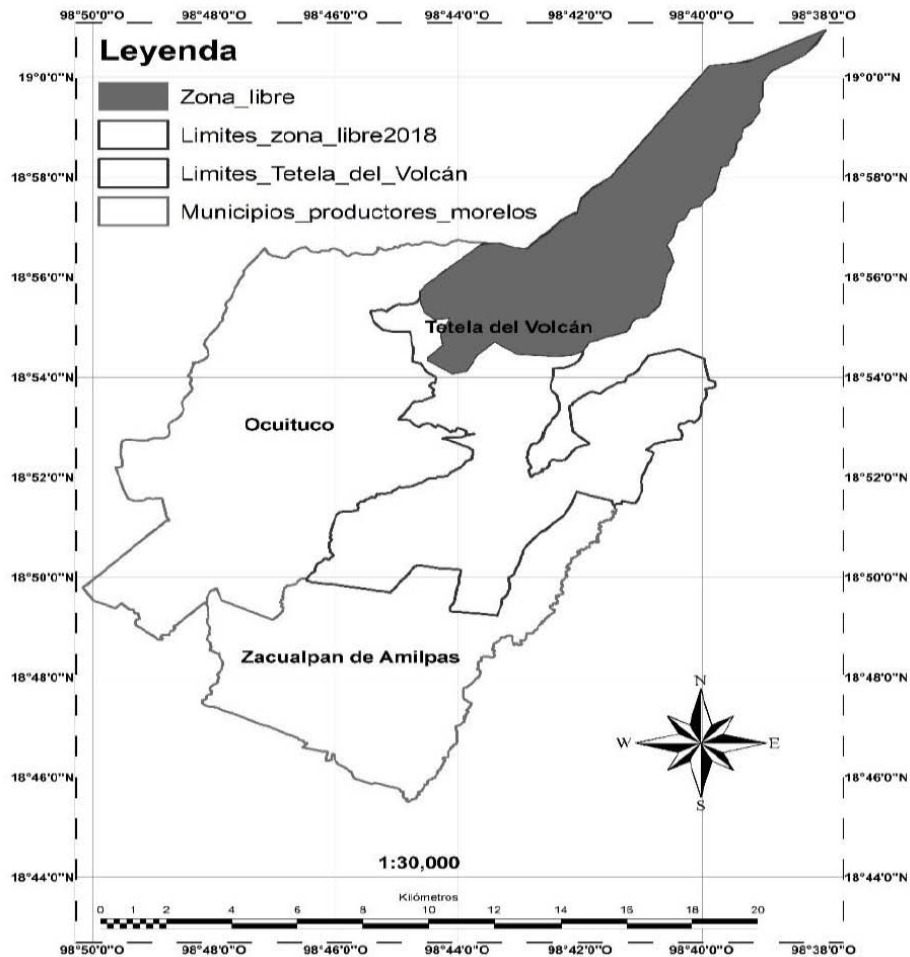 98°50'0"O 98°48'0"O 98°46'0"O 98°44'0"O 98°42'0"O 98°40'0"O 98°38'0"O
Leyenda
Zona_libre
Limites_zona_libre2018
Limites_Tetela_del_Volcán
Municipios_productores_morelos
19°0'0"N 19°0'0"N
18°58'0"N 18°58'0"N
18°56'0"N 18°56'0"N
Tetela del Volcán
18°54'0"N 18°54'0"N
Ocuituco
18°52'0"N 18°52'0"N
18°50'0"N 18°50'0"N
Zacualpan de Amilpas
18°48'0"N 18°48'0"N
N
W E
S
18°46'0"N 18°46'0"N
1:30,000
18°44'0"N 18°44'0"N
Kilómetros
0 1 2 4 6 8 10 12 14 16 18 20
98°50'0"O 98°48'0"O 98°46'0"O 98°44'0"O 98°42'0"O 98°40'0"O 98°38'0"O